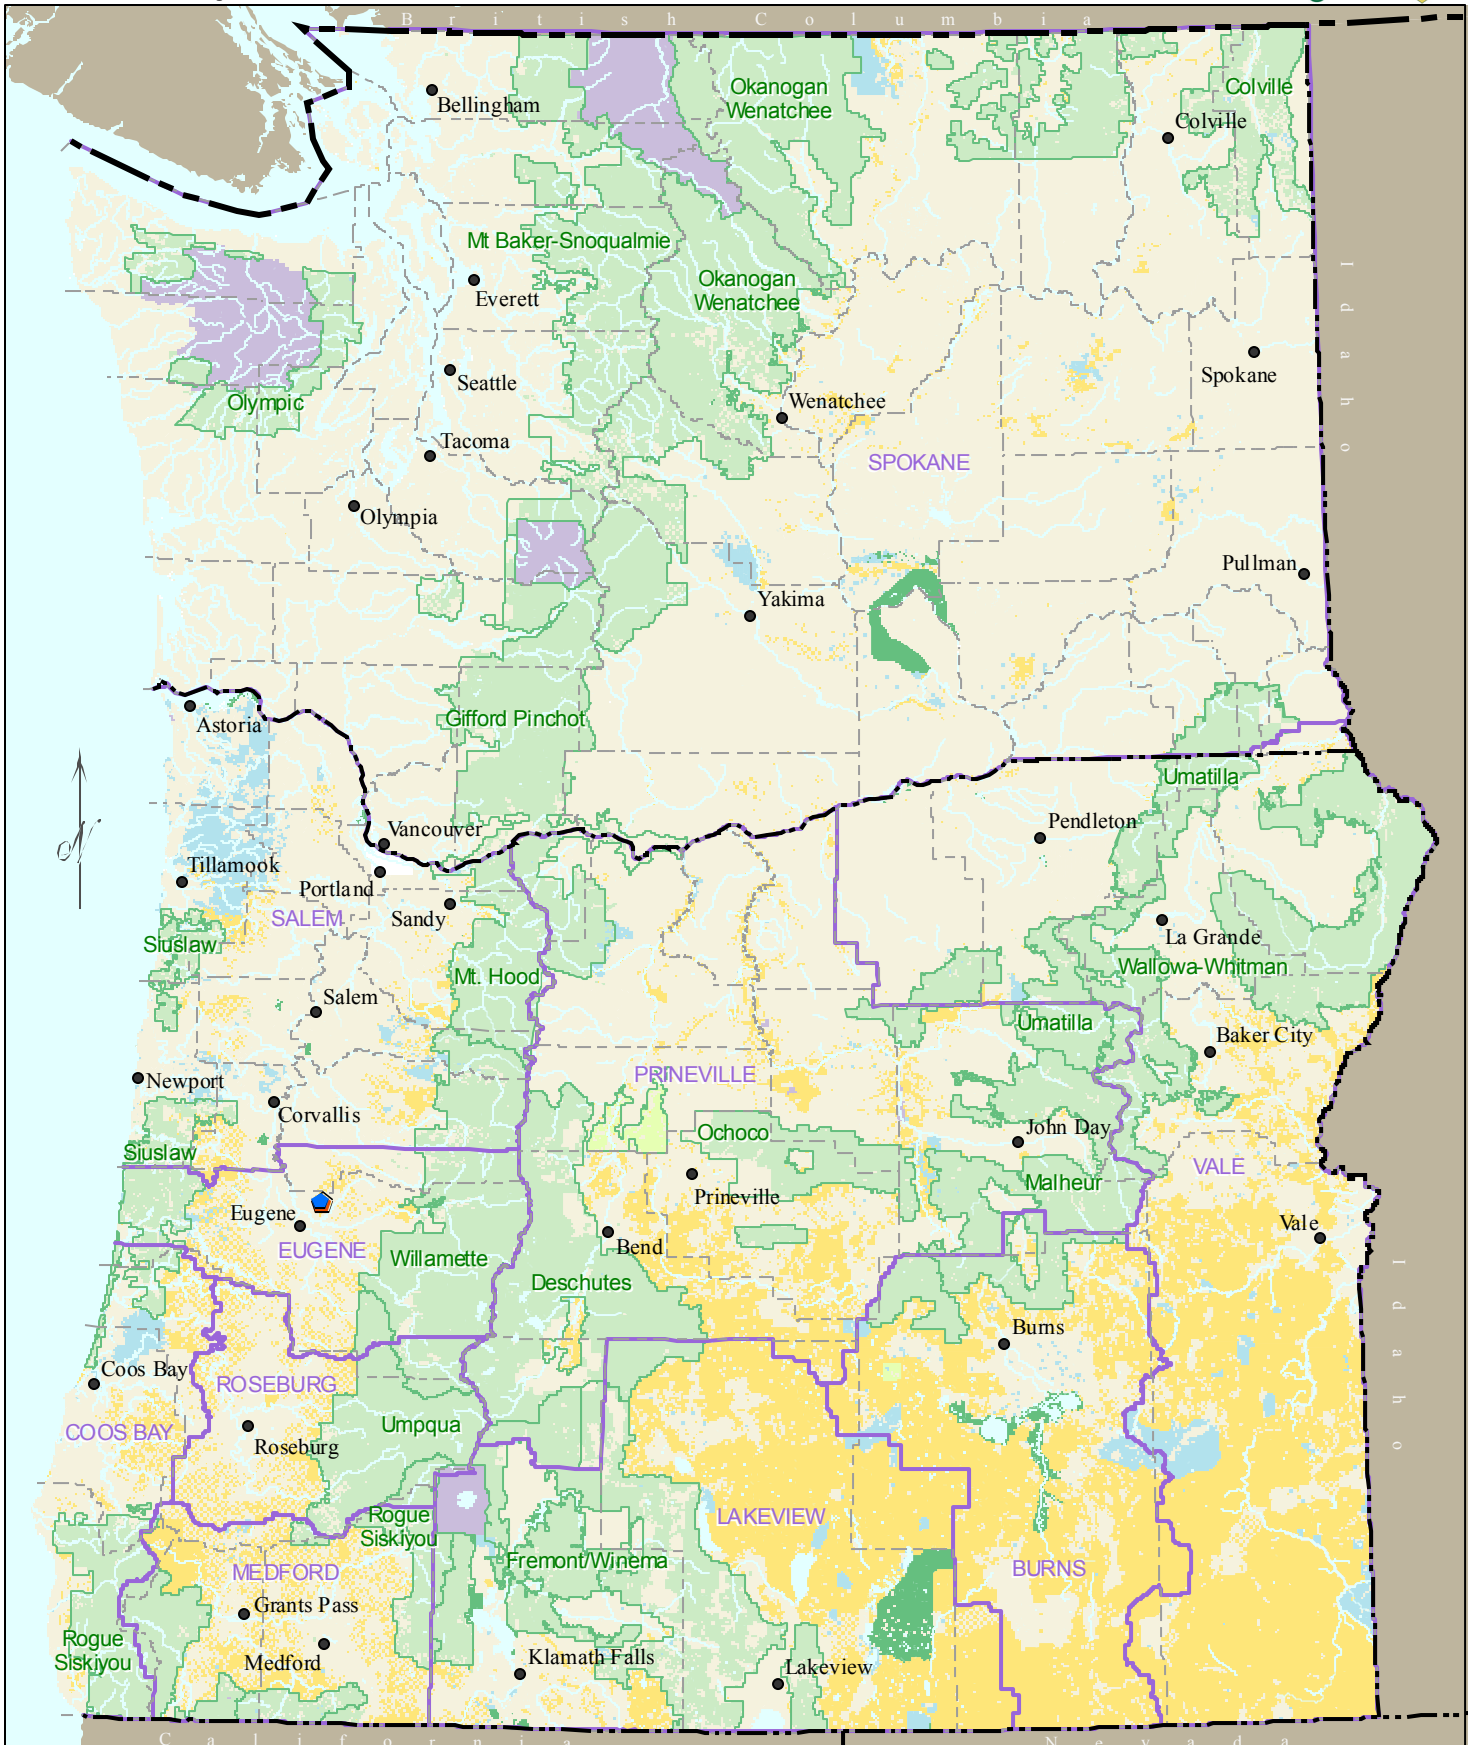 British Columbia
Bellingham
Okanogan
Wenatchee
Colville
Colville
Mt Baker-Snoqualmie
Okanogan
Wenatchee
Everett
Idaho
Seattle
Spokane
Olympic
Wenatchee
Tacoma
SPOKANE
Olympia
Pullman
Yakima
Gifford Pinchot
Astoria
Umatilla
Vancouver
Pendleton
Tillamook
Portland
Sandy
SALEM
Siuslaw
La Grande
Wallowa-Whitman
Mt. Hood
Salem
Umatilla
Baker City
N
Newport
PRINEVILLE
Corvallis
Ochoco
John Day
Siuslaw
VALE
Malheur
Prineville
Eugene
Vale
EUGENE
Willamette
Bend
Deschutes
Idaho
Burns
Coos Bay
ROSEBURG
COOS BAY
Umpqua
Roseburg
Rogue
Siskiyou
LAKEVIEW
Fremont/Winema
BURNS
MEDFORD
Grants Pass
Rogue
Siskiyou
Medford
Klamath Falls
Lakeview
California
Nevada